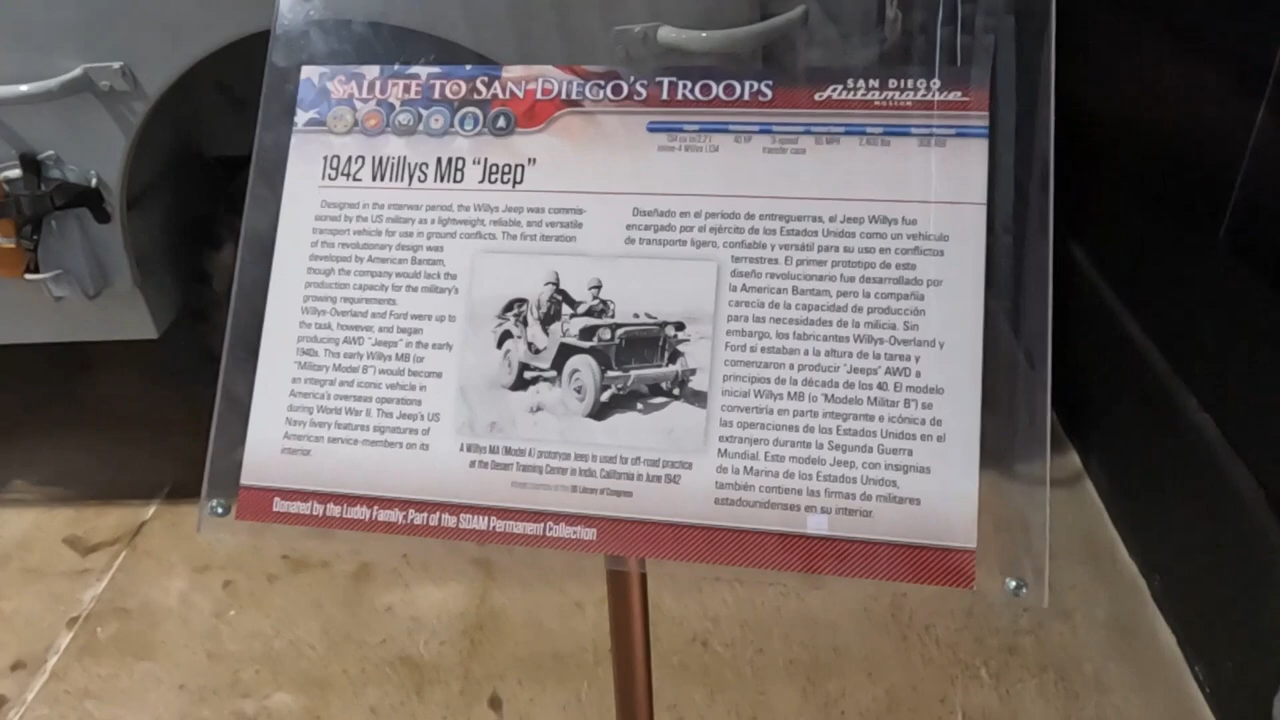 SALUTE TO SAN DIEGO'S TROOPS
SAN DIEGO
Automotive
MUSEUM
40 HP
1942 Willys MB "Jeep"
Designed in the interwar period, the Willys Jeep was commis-
sioned by the US military as a lightweight, reliable, and versatile
transport vehicle for use in ground conflicts. The first iteration
of this revolutionary design was
developed by American Bantam,
though the company would lack the
production capacity for the military's
growing requirements.
Willys-Overland and Ford were up to
the task, however, and began
producing AWD "Jeeps" in the early
1940s. This early Willys MB (or
"Military Model B") would become
an integral and iconic vehicle in
America's overseas operations
during World War II. This Jeep's US
Navy livery features signatures of
American service-members on its
interior.
A Willys MA (Model A) prototype Jeep is used for off-road practice
at the Desert Training Center in Indio, California in June 1942
US Library of Congress
Diseñado en el período de entreguerras, el Jeep Willys fue
encargado por el ejército de los Estados Unidos como un vehículo
de transporte ligero, confiable y versátil para su uso en conflictos
terrestres. El primer prototipo de este
diseño revolucionario fue desarrollado por
la American Bantam, pero la compañía
carecía de la capacidad de producción
para las necesidades de la milicia. Sin
embargo, los fabricantes Willys-Overland y
Ford sí estaban a la altura de la tarea y
comenzaron a producir "Jeeps" AWD a
principios de la década de los 40. El modelo
inicial Willys MB (o "Modelo Militar B") se
convertiría en parte integrante e icónica de
las operaciones de los Estados Unidos en el
extranjero durante la Segunda Guerra
Mundial. Este modelo Jeep, con insignias
de la Marina de los Estados Unidos,
también contiene las firmas de militares
estadounidenses en su interior.
Donated by the Luddy Family; Part of the SDAM Permanent Collection